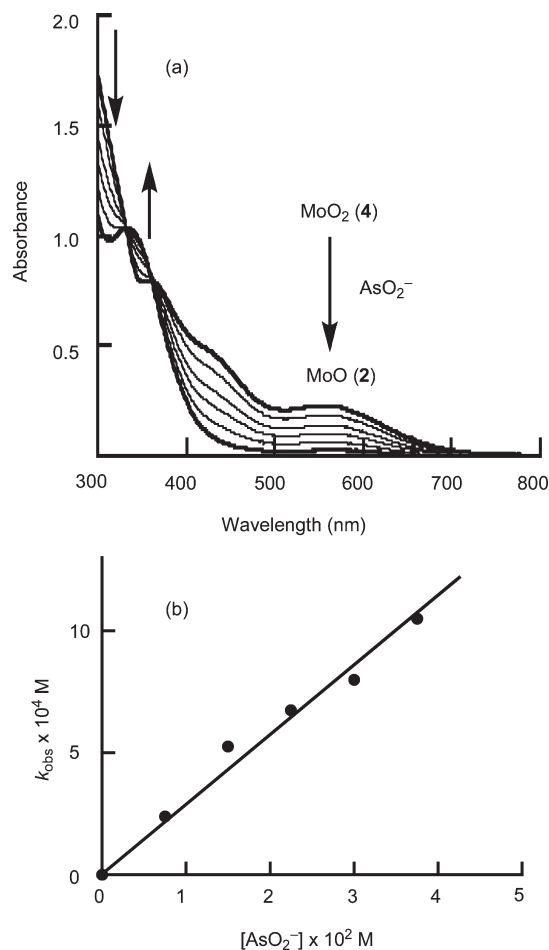 2.0
(a)
1.5
Absorbance
MoO₂ (4)
1.0
AsO₂⁻
0.5
MoO (2)
300 400 500 600 700 800
Wavelength (nm)
(b)
10
k_obs x 10⁴ M
5
0
0 1 2 3 4 5
[AsO₂⁻] x 10² M